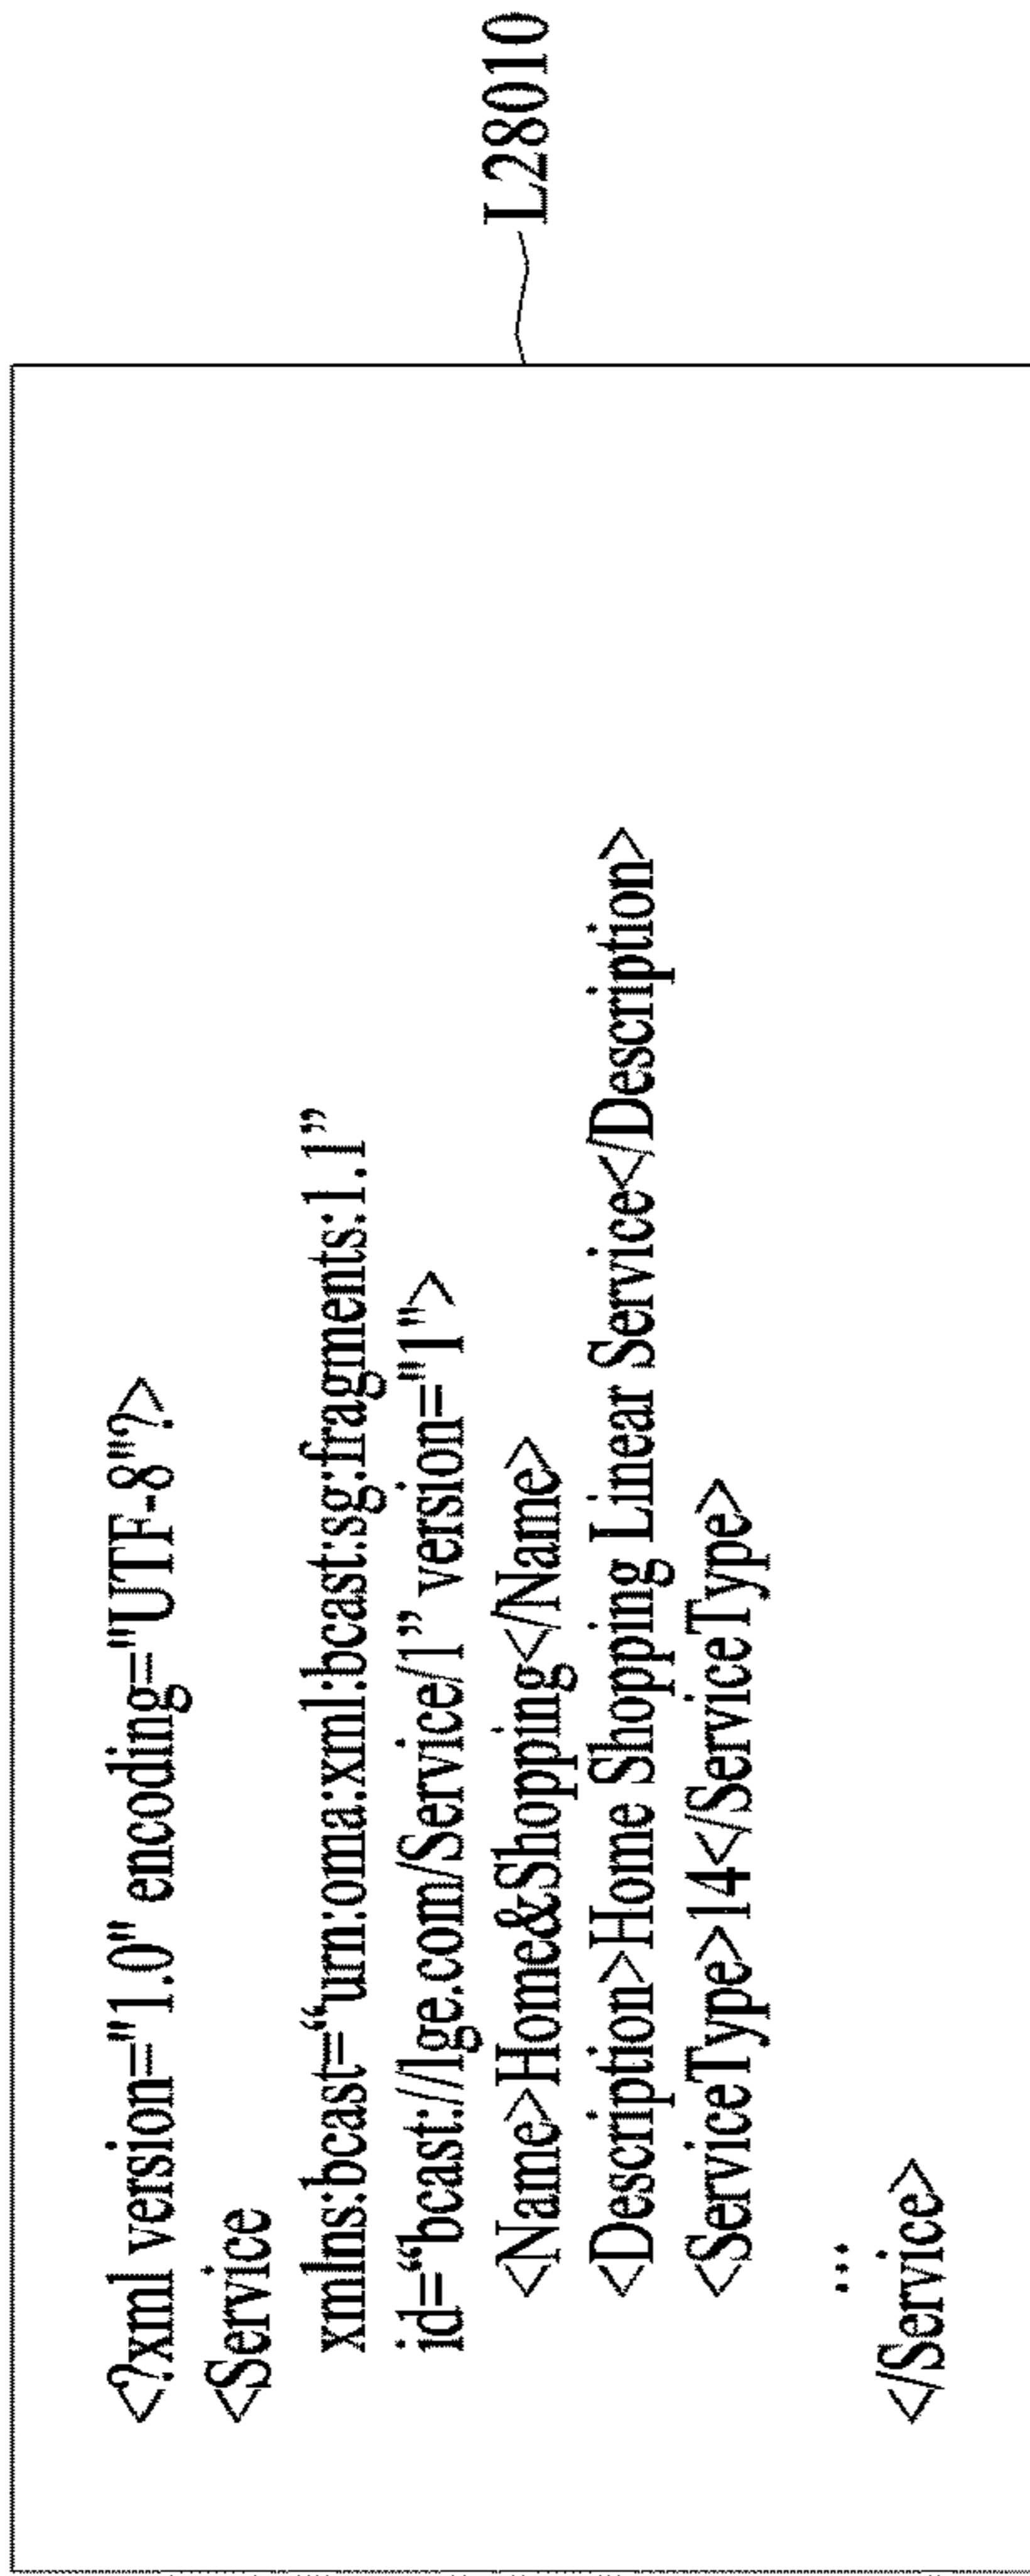 <?xml version="1.0" encoding="UTF-8"?>
<Service
xmlns:bcast=“urn:oma:xml:bcast:sg:fragments:1.1”
id=“bcast://lge.com/Service/1” version="1">
<Name>Home&Shopping</Name>
<Description>Home Shopping Linear Service</Description>
<ServiceType>14</ServiceType>
...
</Service>
L28010